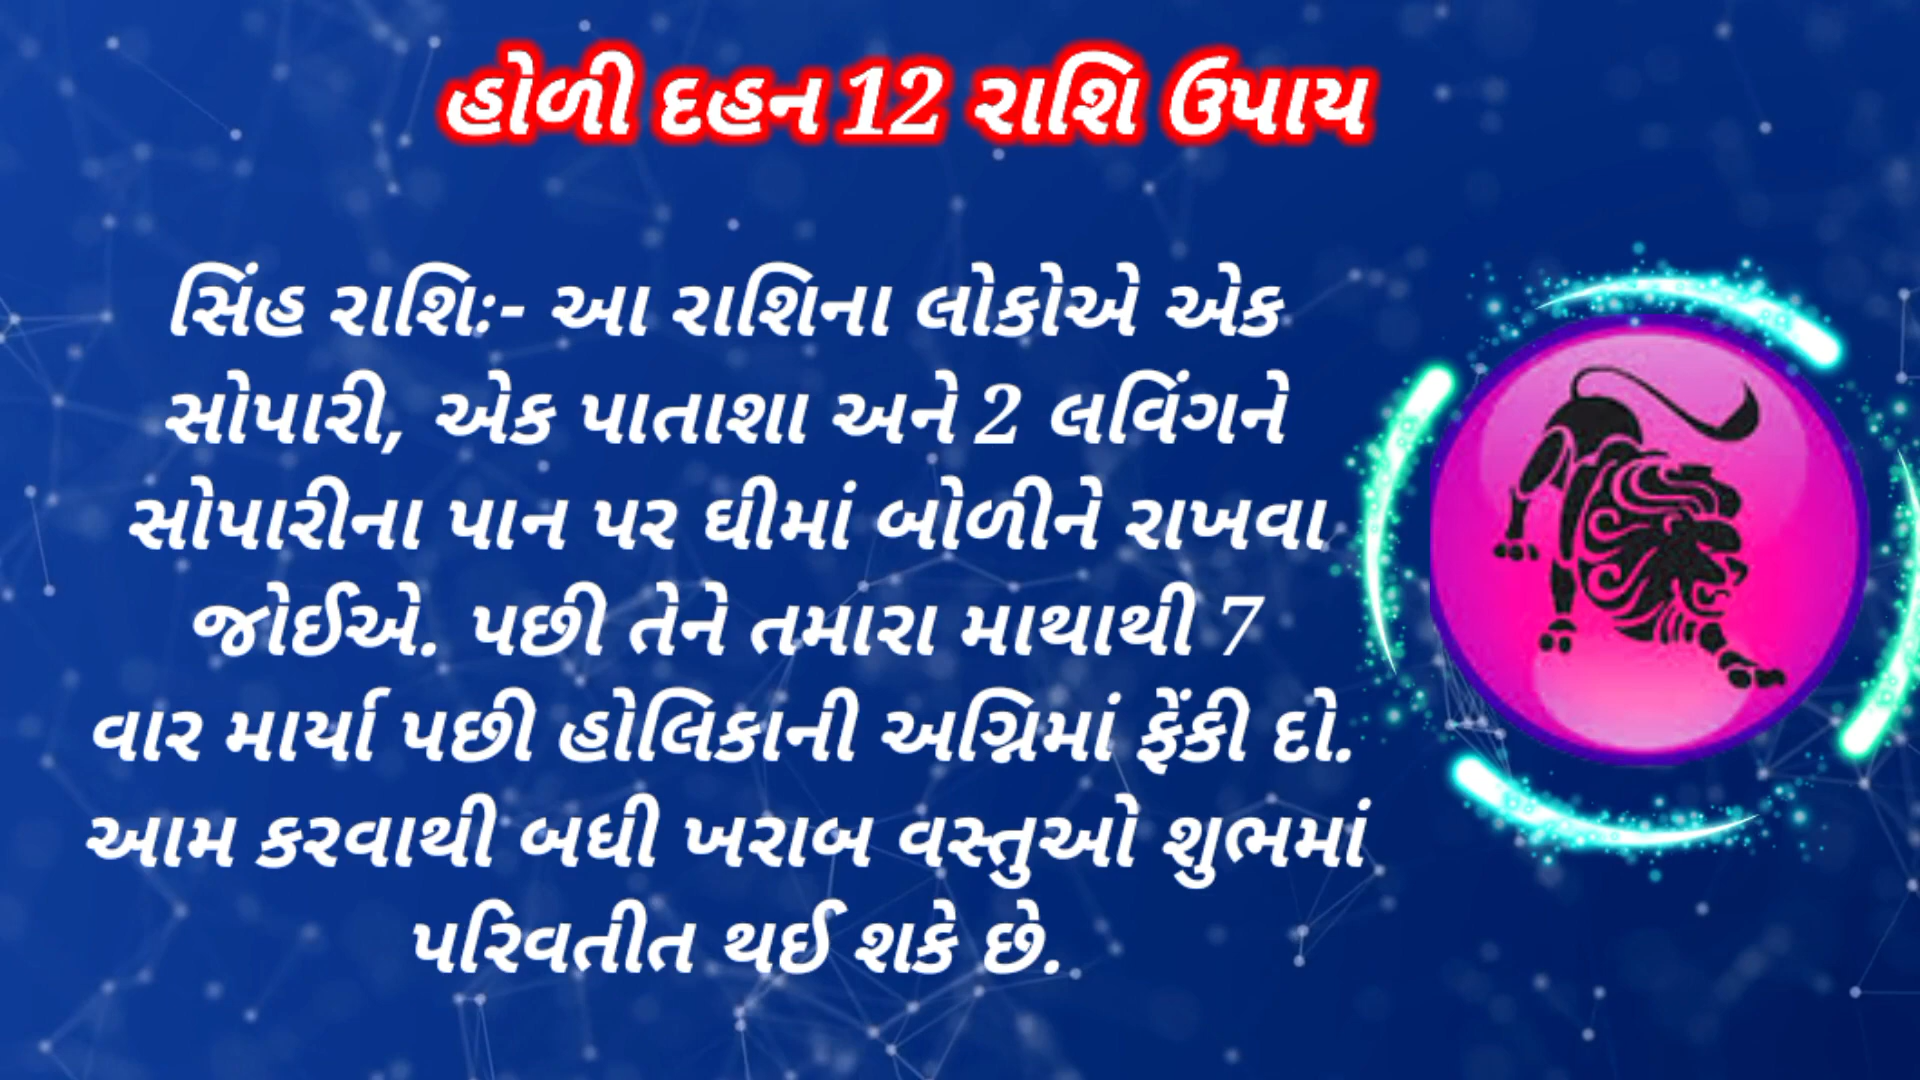 હોળી દહન 12 રાશિ ઉપાય
સિંહ રાશિઃ- આ રાશિના લોકોએ એક
સોપારી, એક પાતાશા અને 2 લવિંગને
સોપારીના પાન પર ઘીમાં બોળીને રાખવા
જોઈએ. પછી તેને તમારા માથાથી 7
વાર માર્યા પછી હોલિકાની અગ્નિમાં ફેંકી દો.
આમ કરવાથી બધી ખરાબ વસ્તુઓ શુભમાં
પરિવતીત થઈ શકે છે.